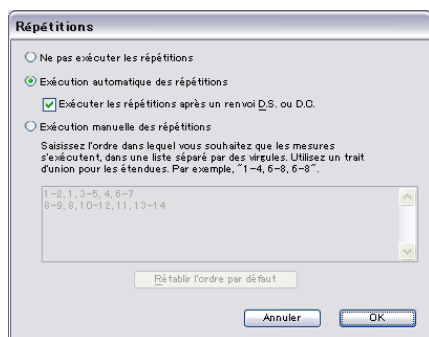 Répétitions
Ne pas exécuter les répétitions
Exécution automatique des répétitions
Exécuter les répétitions après un renvoi D.S. ou D.C.
Exécution manuelle des répétitions
Saisissez l'ordre dans lequel vous souhaitez que les mesures
s'exécutent, dans une liste séparé par des virgules. Utilisez un trait
d'union pour les étendues. Par exemple, "1-4, 6-8, 6-8".
1-2, 1, 3-5, 4, 6-7
8-9, 8, 10-12, 11, 13-14
Rétablir l'ordre par défaut
Annuler
OK